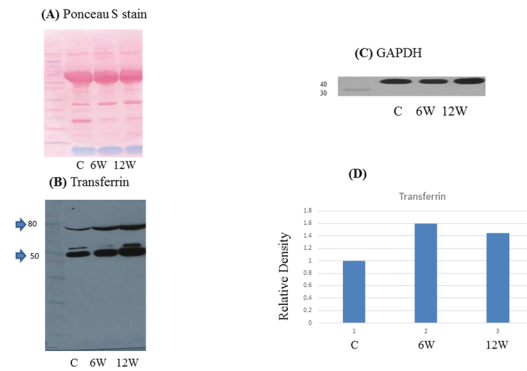 (A) Ponceau S stain
C 6W 12W
(B) Transferrin
80
50
C 6W 12W
(C) GAPDH
40
30
C 6W 12W
(D)
Transferrin
Relative Density
1.8
1.6
1.4
1.2
1
0.8
0.6
0.4
0.2
0
1 2 3
C 6W 12W